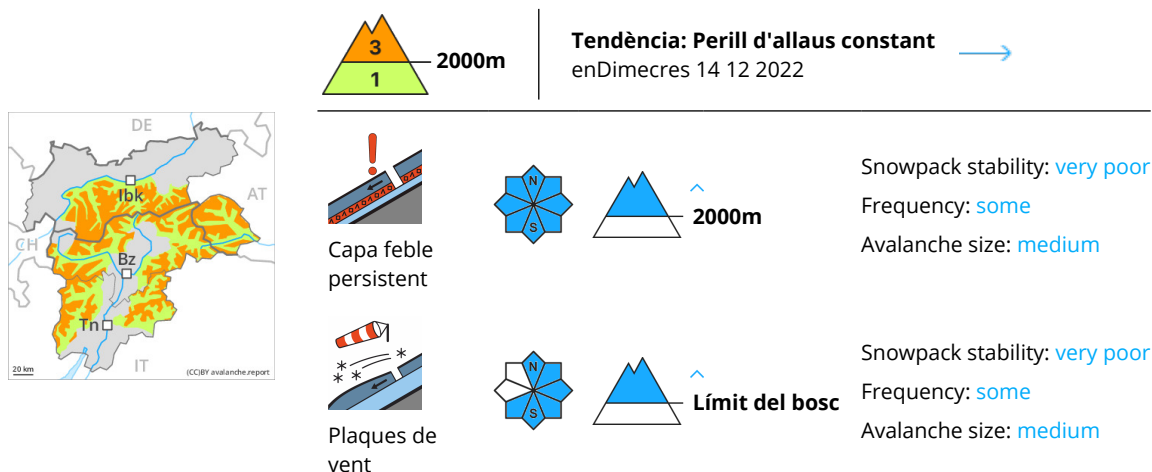 3
1
2000m
Tendència: Perill d'allaus constant
enDimecres 14 12 2022
DE
Ibk
AT
CH
Bz
Tn
IT
20 km
(CC)BY avalanche.report
Capa feble
persistent
N
S
2000m
Snowpack stability: very poor
Frequency: some
Avalanche size: medium
Plaques de
vent
N
S
Límit del bosc
Snowpack stability: very poor
Frequency: some
Avalanche size: medium